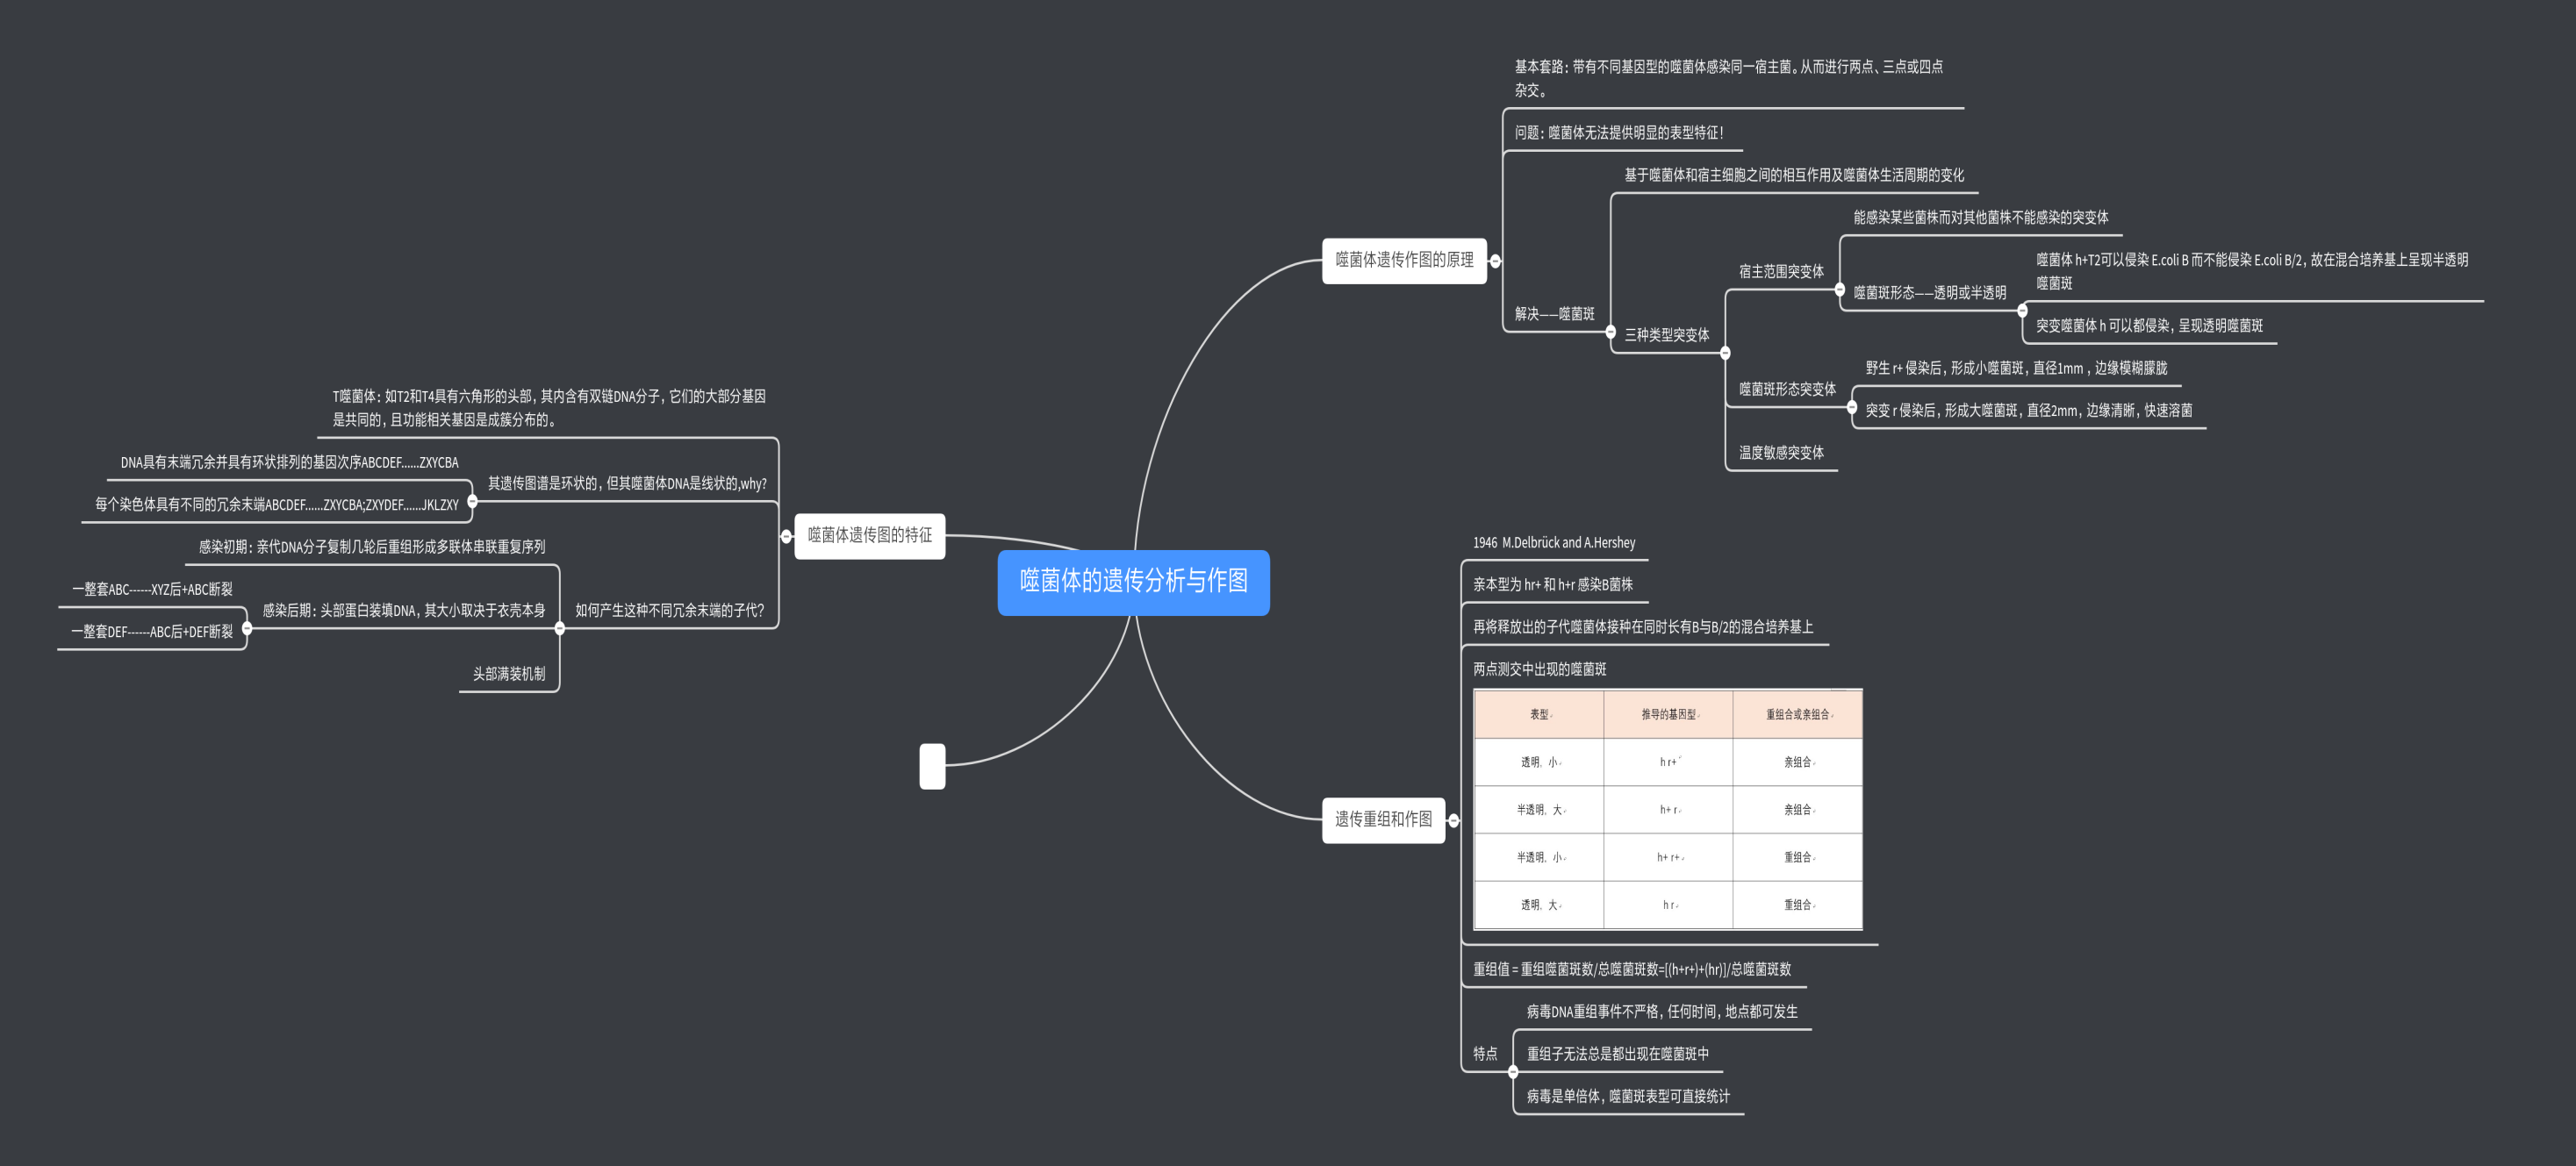 噬菌体的遗传分析与作图
噬菌体遗传作图的原理
基本套路：带有不同基因型的噬菌体感染同一宿主菌。从而进行两点、三点或四点
杂交。
问题：噬菌体无法提供明显的表型特征！
解决——噬菌斑
基于噬菌体和宿主细胞之间的相互作用及噬菌体生活周期的变化
三种类型突变体
宿主范围突变体
能感染某些菌株而对其他菌株不能感染的突变体
噬菌斑形态——透明或半透明
噬菌体 h+T2可以侵染 E.coli B 而不能侵染 E.coli B/2，故在混合培养基上呈现半透明
噬菌斑
突变噬菌体 h 可以都侵染，呈现透明噬菌斑
噬菌斑形态突变体
野生 r+ 侵染后，形成小噬菌斑，直径1mm ，边缘模糊朦胧
突变 r 侵染后，形成大噬菌斑，直径2mm，边缘清晰，快速溶菌
温度敏感突变体
遗传重组和作图
1946 M.Delbrück and A.Hershey
亲本型为 hr+ 和 h+r 感染B菌株
再将释放出的子代噬菌体接种在同时长有B与B/2的混合培养基上
两点测交中出现的噬菌斑
表型 推导的基因型 重组合或亲组合
透明，小 h r+ 亲组合
半透明，大 h+ r 亲组合
半透明，小 h+ r+ 重组合
透明，大 h r 重组合
重组值 = 重组噬菌斑数/总噬菌斑数=[(h+r+)+(hr)]/总噬菌斑数
特点
病毒DNA重组事件不严格，任何时间，地点都可发生
重组子无法总是都出现在噬菌斑中
病毒是单倍体，噬菌斑表型可直接统计
噬菌体遗传图的特征
T噬菌体：如T2和T4具有六角形的头部，其内含有双链DNA分子，它们的大部分基因
是共同的，且功能相关基因是成簇分布的。
其遗传图谱是环状的，但其噬菌体DNA是线状的,why?
DNA具有末端冗余并具有环状排列的基因次序ABCDEF......ZXYCBA
每个染色体具有不同的冗余末端ABCDEF......ZXYCBA;ZXYDEF......JKLZXY
如何产生这种不同冗余末端的子代？
感染初期：亲代DNA分子复制几轮后重组形成多联体串联重复序列
感染后期：头部蛋白装填DNA，其大小取决于衣壳本身
一整套ABC------XYZ后+ABC断裂
一整套DEF------ABC后+DEF断裂
头部满装机制